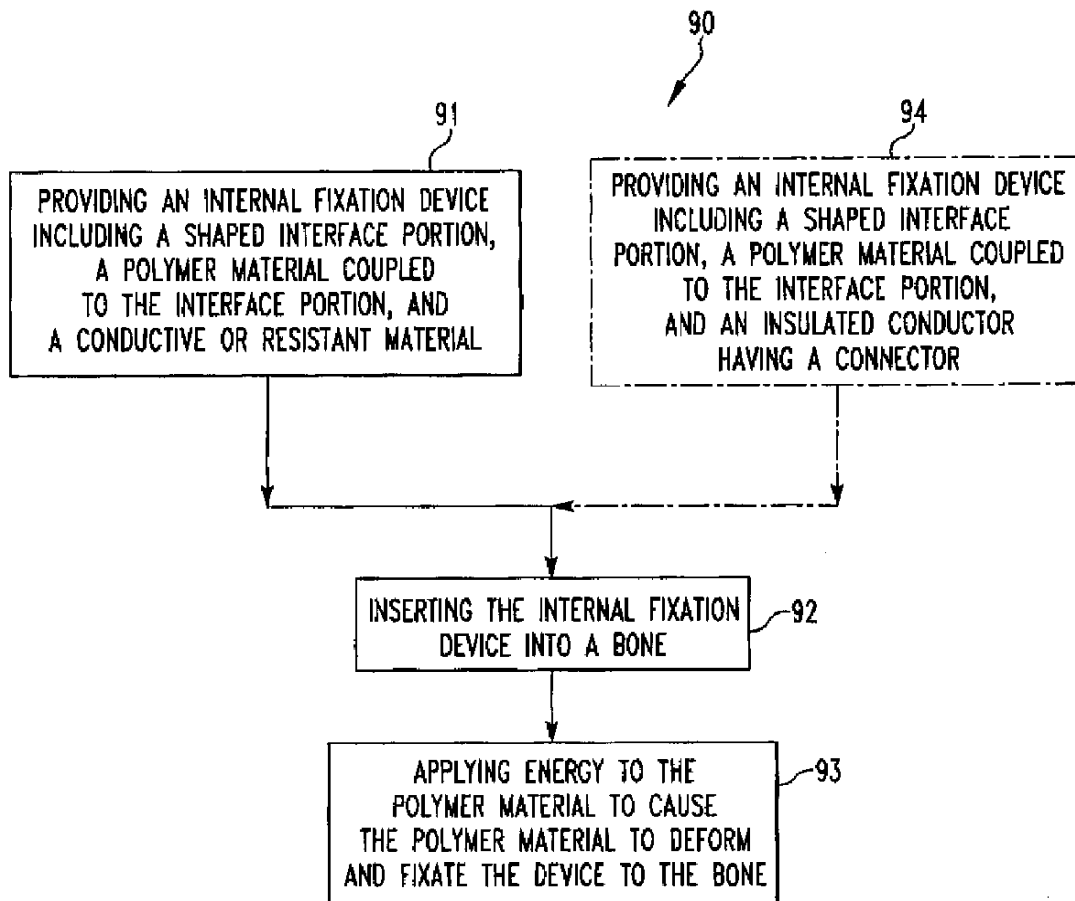 90
91
PROVIDING AN INTERNAL FIXATION DEVICE
INCLUDING A SHAPED INTERFACE PORTION,
A POLYMER MATERIAL COUPLED
TO THE INTERFACE PORTION, AND
A CONDUCTIVE OR RESISTANT MATERIAL
94
PROVIDING AN INTERNAL FIXATION DEVICE
INCLUDING A SHAPED INTERFACE
PORTION, A POLYMER MATERIAL COUPLED
TO THE INTERFACE PORTION,
AND AN INSULATED CONDUCTOR
HAVING A CONNECTOR
INSERTING THE INTERNAL FIXATION
DEVICE INTO A BONE
92
APPLYING ENERGY TO THE
POLYMER MATERIAL TO CAUSE
THE POLYMER MATERIAL TO DEFORM
AND FIXATE THE DEVICE TO THE BONE
93